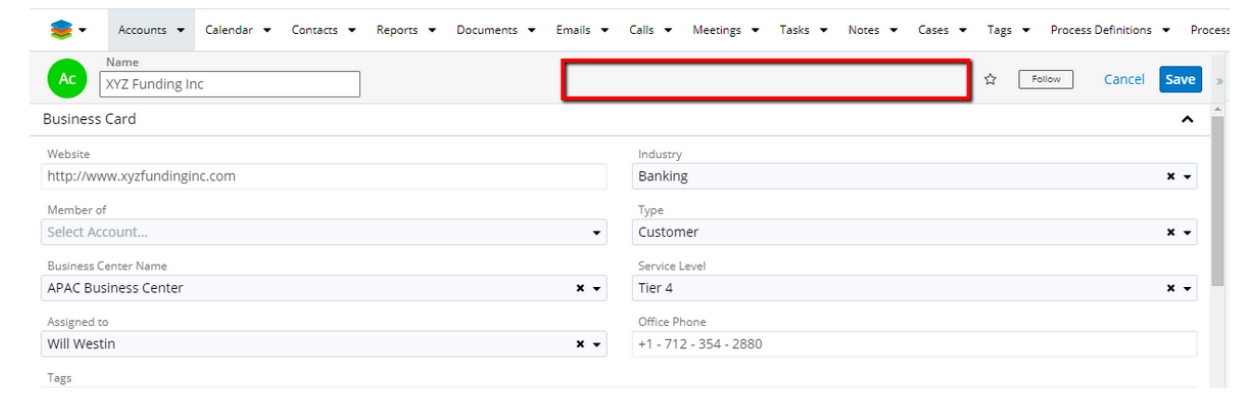 Accounts Calendar Contacts Reports Documents Emails Calls Meetings Tasks Notes Cases Tags Process Definitions Process
Ac
Name
XYZ Funding Inc
Follow Cancel Save »
Business Card
Website
http://www.xyzfundinginc.com
Industry
Banking
Member of
Select Account...
Type
Customer
Business Center Name
APAC Business Center
Service Level
Tier 4
Assigned to
Will Westin
Office Phone
+1 - 712 - 354 - 2880
Tags